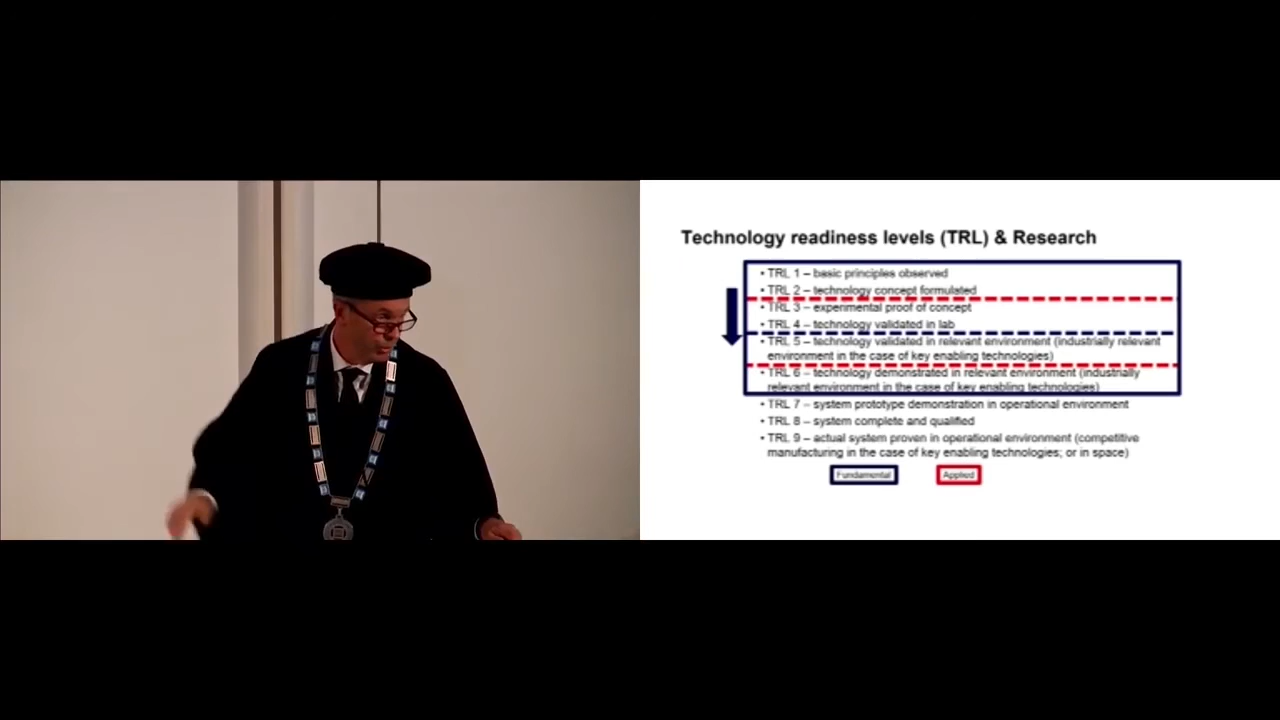 Technology readiness levels (TRL) & Research
• TRL 1 – basic principles observed
• TRL 2 – technology concept formulated
• TRL 3 – experimental proof of concept
• TRL 4 – technology validated in lab
• TRL 5 – technology validated in relevant environment (industrially relevant
environment in the case of key enabling technologies)
• TRL 6 – technology demonstrated in relevant environment (industrially
relevant environment in the case of key enabling technologies)
• TRL 7 – system prototype demonstration in operational environment
• TRL 8 – system complete and qualified
• TRL 9 – actual system proven in operational environment (competitive
manufacturing in the case of key enabling technologies; or in space)
Fundamental
Applied